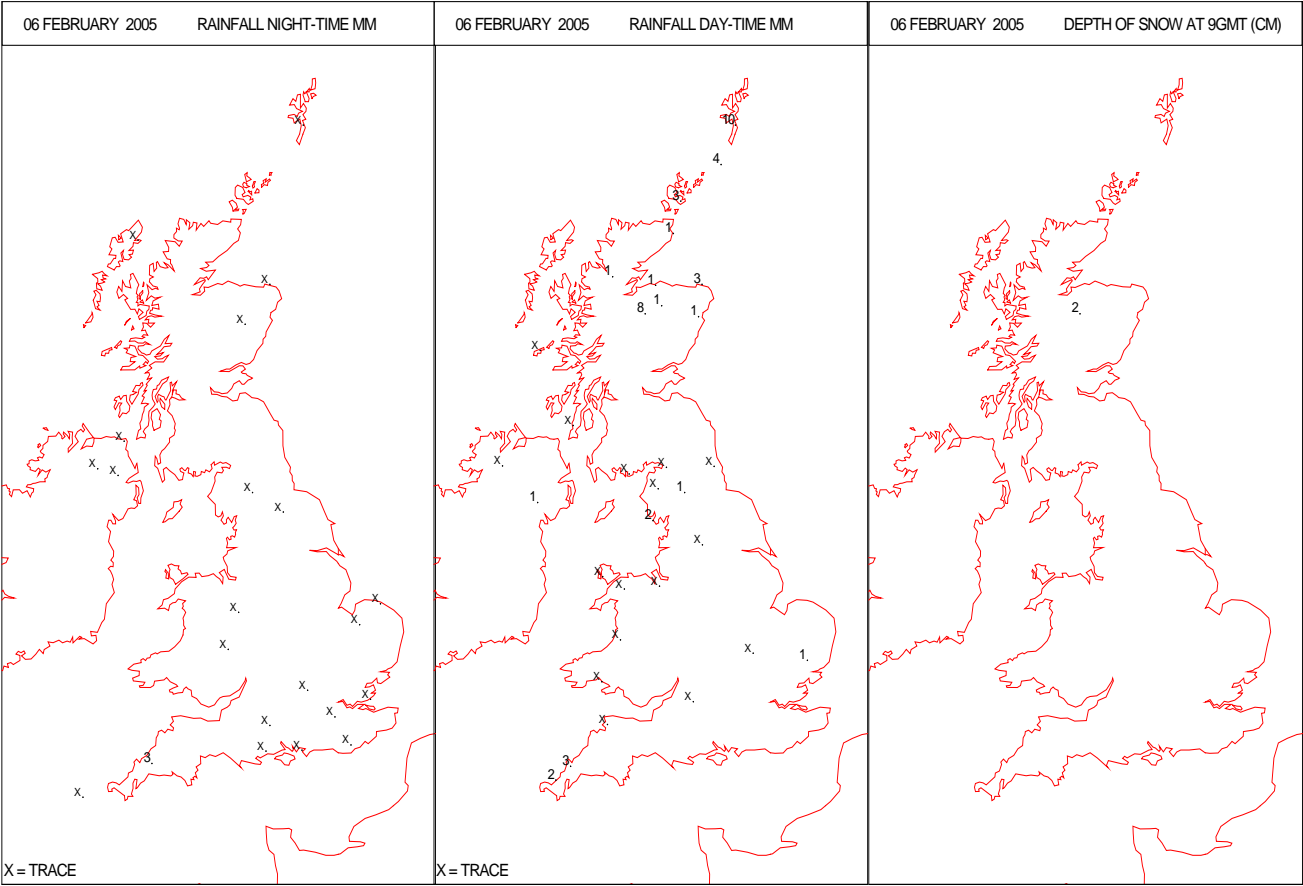 06 FEBRUARY 2005 RAINFALL NIGHT-TIME MM
X
X
X.
X.
X.
X. X.
X.
X.
X.
X.
X.
X.
X.
X.
X.
X.
X. X. X.
3.
X.
X = TRACE
06 FEBRUARY 2005 RAINFALL DAY-TIME MM
10.
4.
3.
1
1. 1. 3.
8. 1. 1.
X.
X.
X. X. X. X.
X. 1.
1.
2.
X.
X. X. X.
X.
X. 1.
X.
X.
X.
3.
2.
X = TRACE
06 FEBRUARY 2005 DEPTH OF SNOW AT 9GMT (CM)
2.